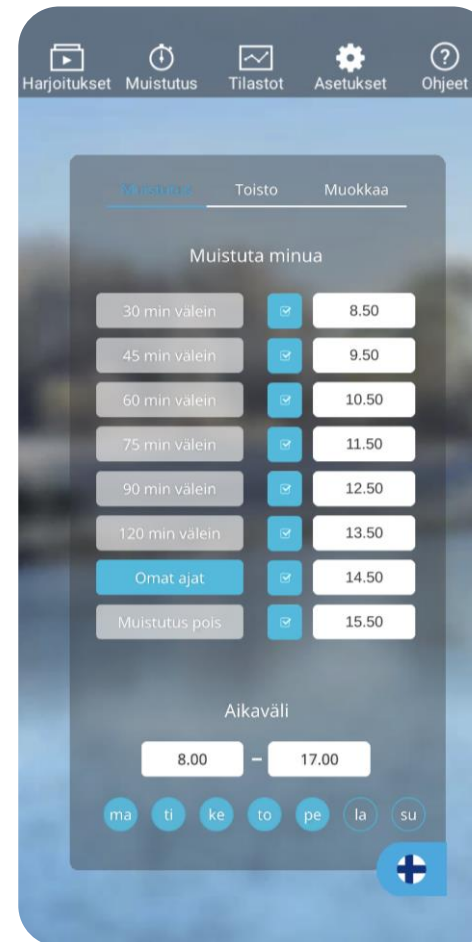 Harjoitukset Muistutus Tilastot Asetukset Ohjeet
Muistutus Toisto Muokkaa
Muistuta minua
30 min välein 8.50
45 min välein 9.50
60 min välein 10.50
75 min välein 11.50
90 min välein 12.50
120 min välein 13.50
Omat ajat 14.50
Muistutus pois 15.50
Aikaväli
8.00 – 17.00
ma ti ke to pe la su